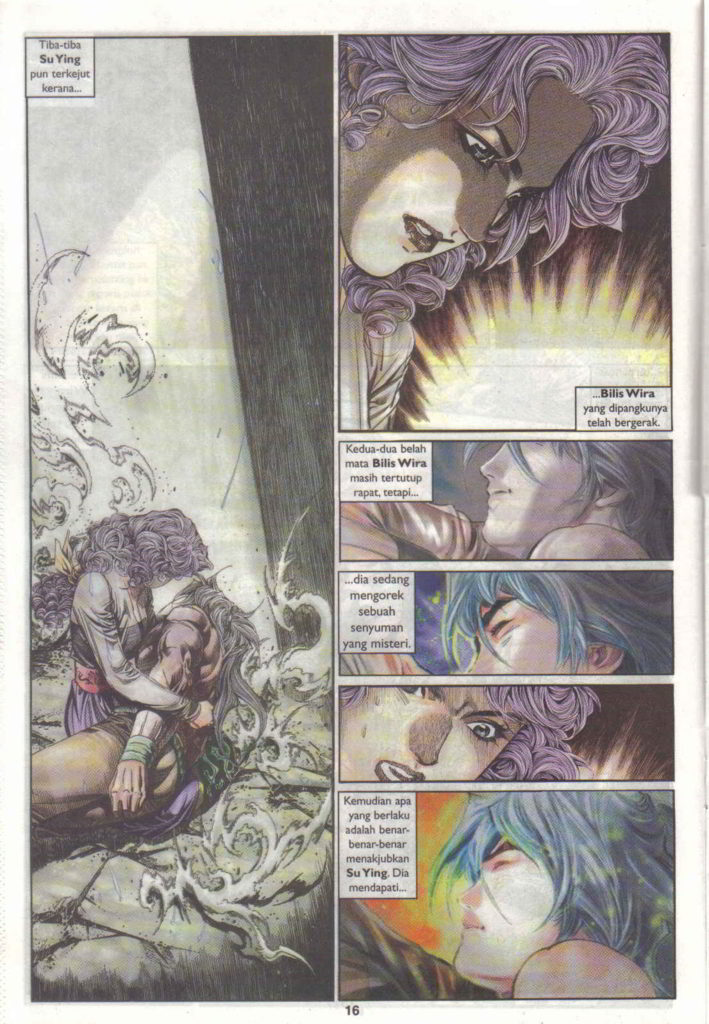 Tiba-tiba
Su Ying
pun terkejut
kerana...
...Bilis Wira
yang dipangkunya
telah bergerak.
Kedua-dua belah
mata Bilis Wira
masih tertutup
rapat, tetapi...
...dia sedang
mengorek
sebuah
senyuman
yang misteri.
Kemudian apa
yang berlaku
adalah benar-
benar-benar
menakjubkan
Su Ying. Dia
mendapati...
16